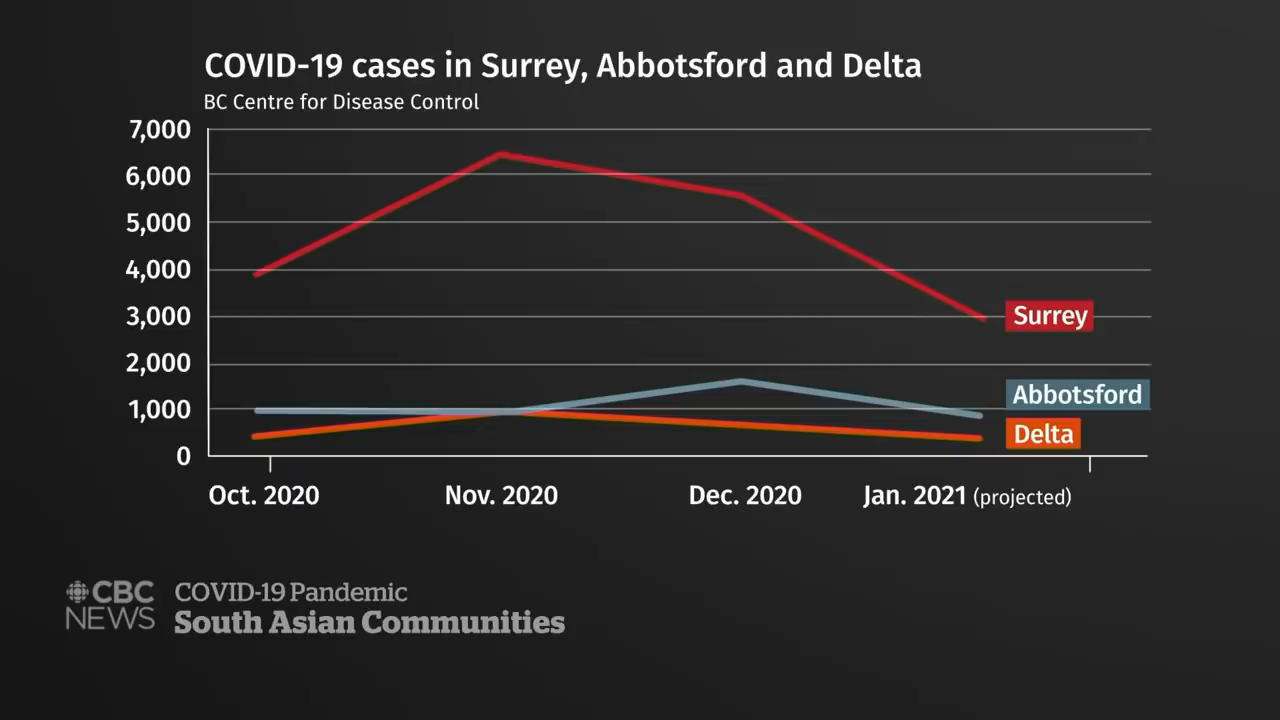 COVID-19 cases in Surrey, Abbotsford and Delta
BC Centre for Disease Control
7,000
6,000
5,000
4,000
3,000
2,000
1,000
0
Surrey
Abbotsford
Delta
Oct. 2020 Nov. 2020 Dec. 2020 Jan. 2021 (projected)
CBC NEWS
COVID-19 Pandemic
South Asian Communities